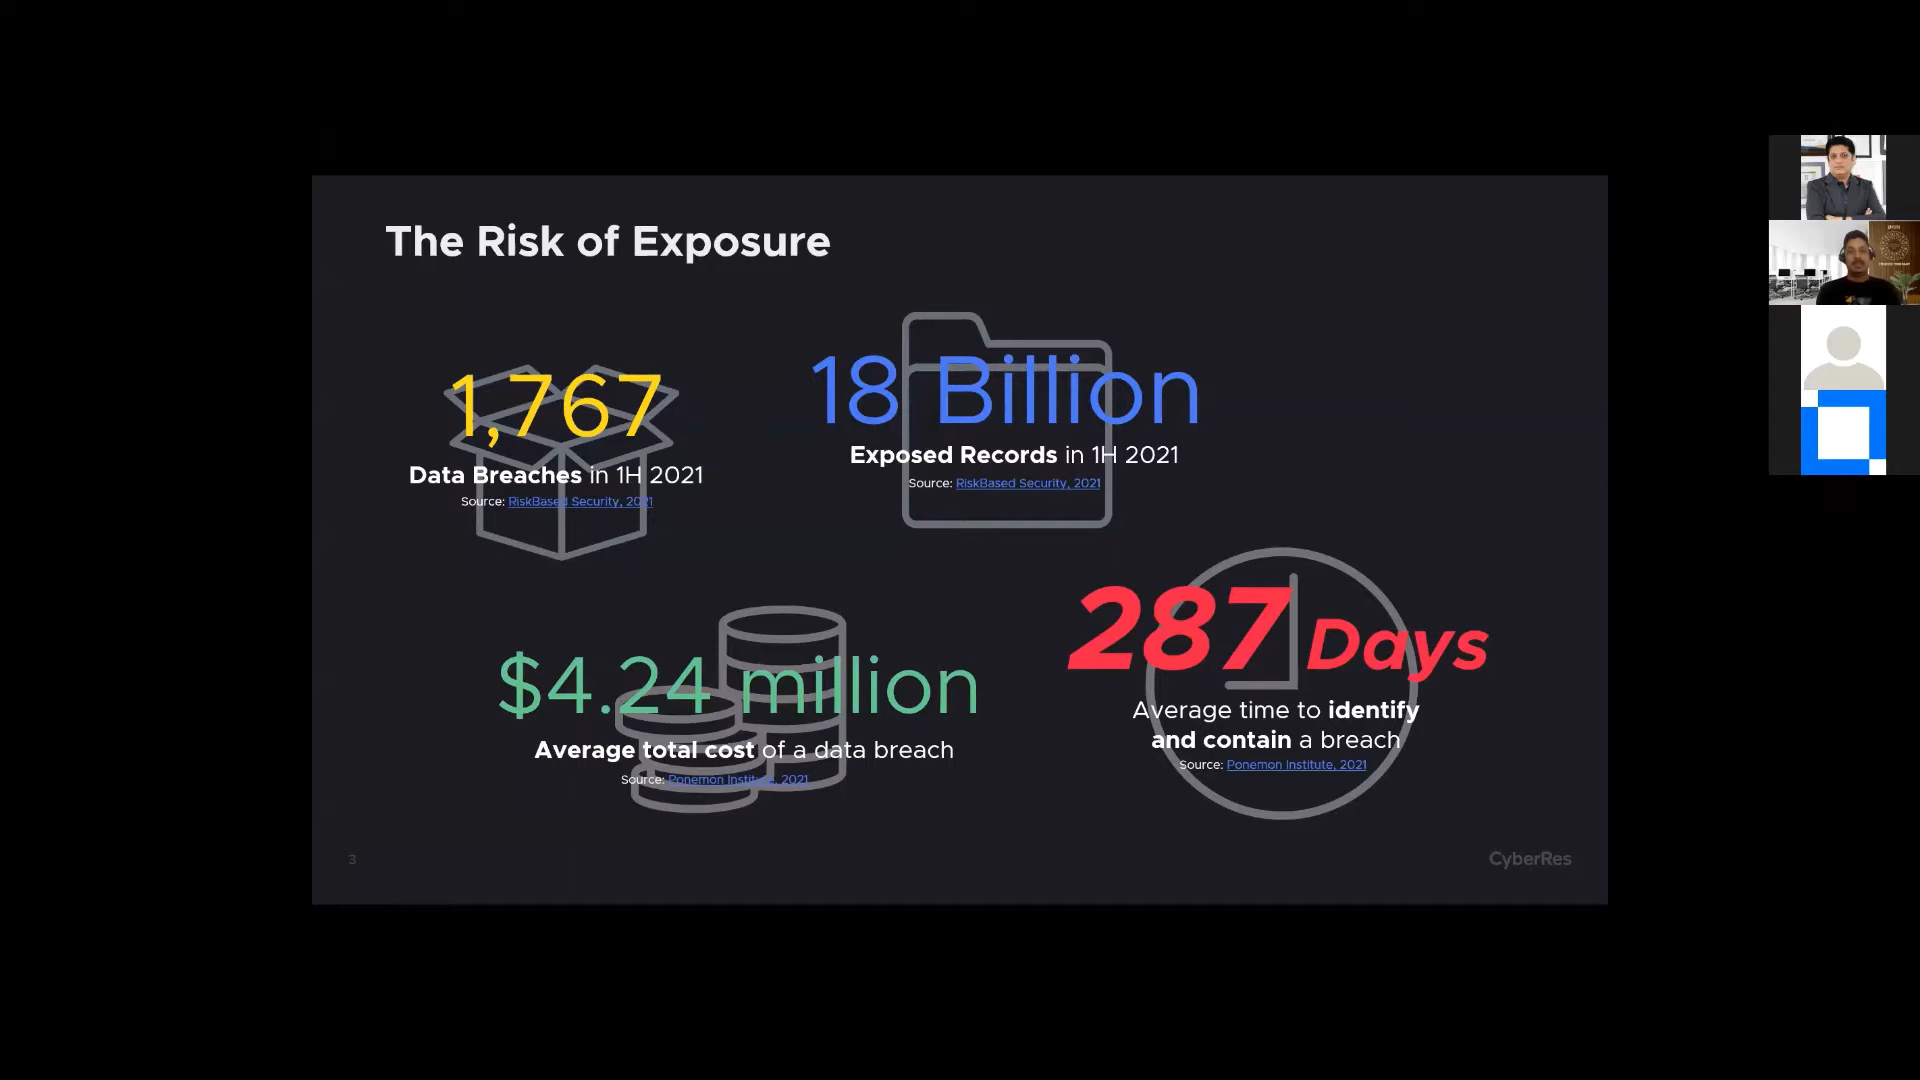 The Risk of Exposure
1,767
Data Breaches in 1H 2021
Source: RiskBased Security, 2021
18 Billion
Exposed Records in 1H 2021
Source: RiskBased Security, 2021
$4.24 million
Average total cost of a data breach
Source: Ponemon Institute, 2021
287 Days
Average time to identify
and contain a breach
Source: Ponemon Institute, 2021
3
CyberRes